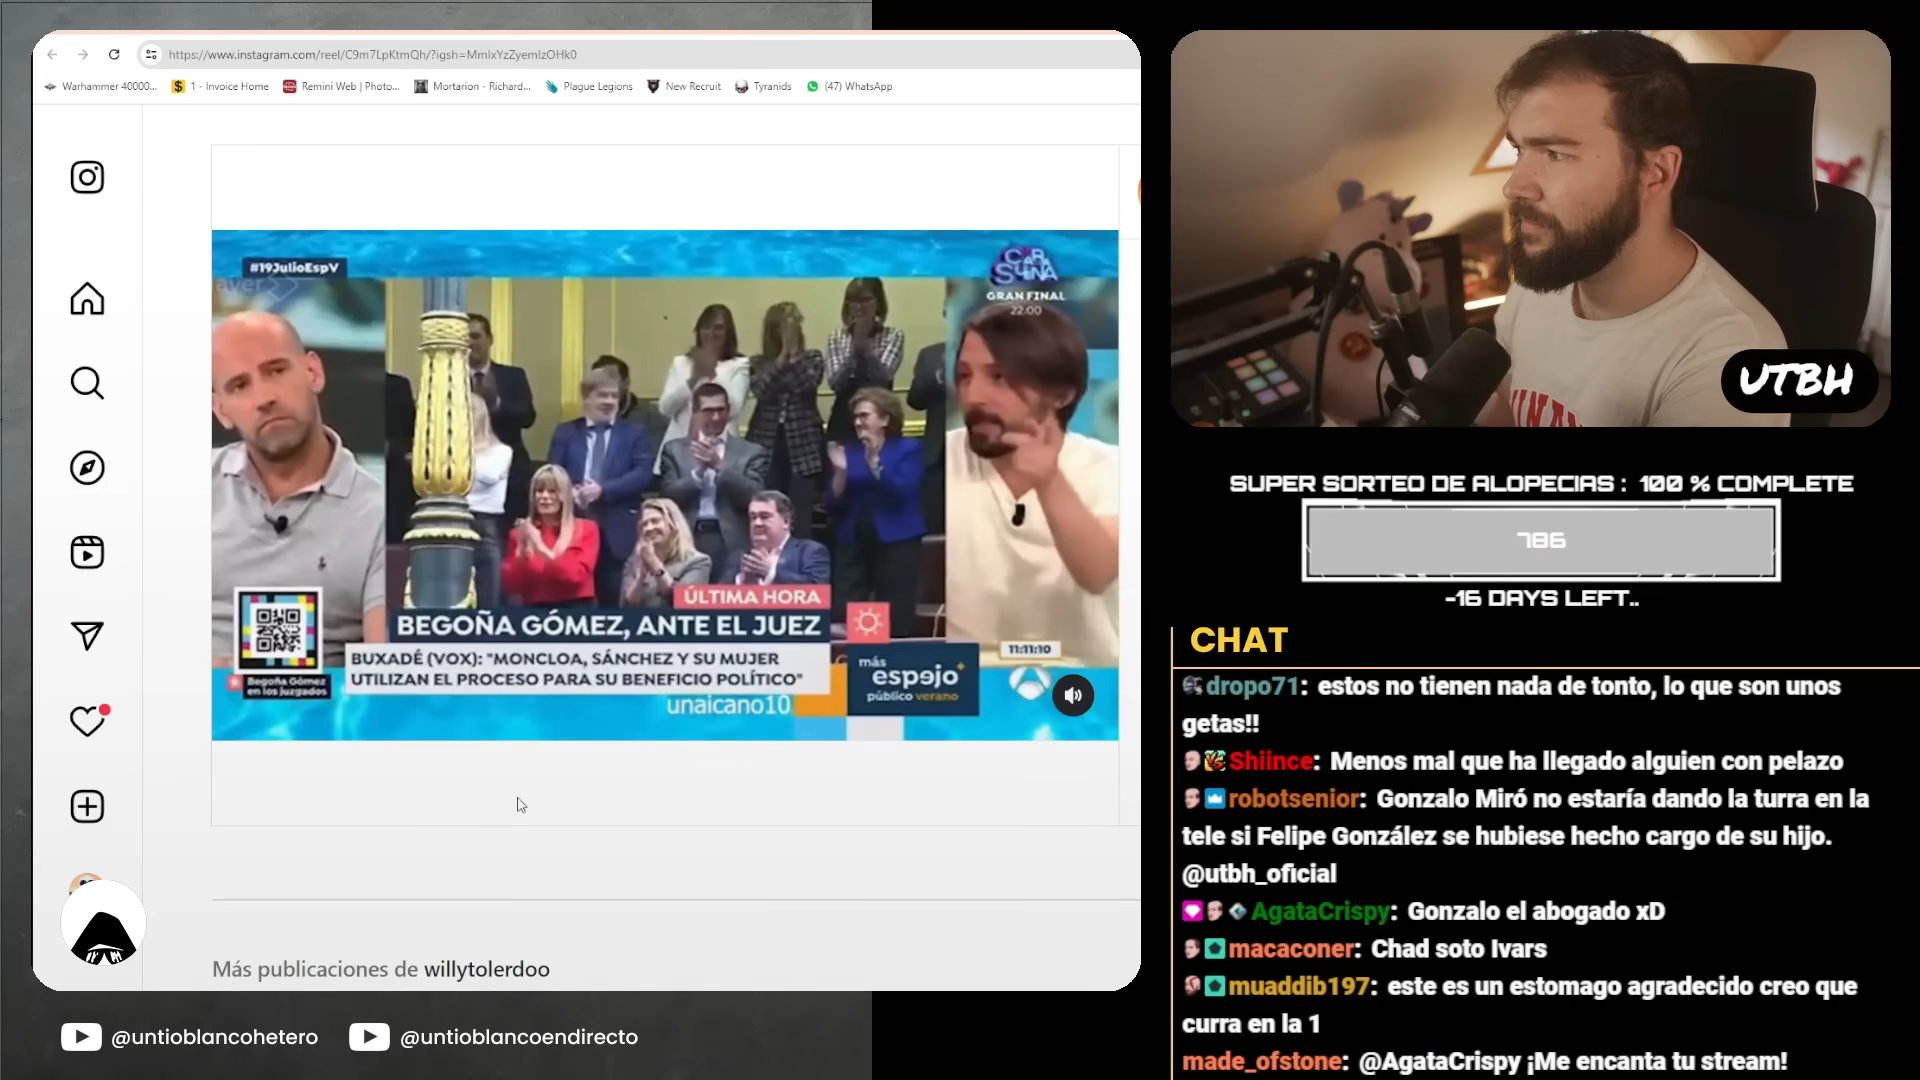 https://www.instagram.com/reel/C9m7LpKtmQh/?igsh=MmlxYzZyemlzOHk0
Warhammer 40000...
1 - Invoice Home
Remini Web | Photo...
Mortarion - Richard...
Plague Legions
New Recruit
Tyranids
(47) WhatsApp
#19JulioEspV
GRAN FINAL
22:00
ÚLTIMA HORA
BEGOÑA GÓMEZ, ANTE EL JUEZ
BUXADÉ (VOX): "MONCLOA, SÁNCHEZ Y SU MUJER
UTILIZAN EL PROCESO PARA SU BENEFICIO POLÍTICO"
Begoña Gómez
en los juzgados
unaicano10
más
espejo+
público verano
11:11:10
Más publicaciones de willytolerdoo
@untioblancohetero
@untioblancoendirecto
UTBH
SUPER SORTEO DE ALOPECIAS : 100 % COMPLETE
786
-16 DAYS LEFT..
CHAT
dropo71: estos no tienen nada de tonto, lo que son unos
getas!!
Shiince: Menos mal que ha llegado alguien con pelazo
robotsenior: Gonzalo Miró no estaría dando la turra en la
tele si Felipe González se hubiese hecho cargo de su hijo.
@utbh_oficial
AgataCrispy: Gonzalo el abogado xD
macaconer: Chad soto Ivars
muaddib197: este es un estomago agradecido creo que
curra en la 1
made_ofstone: @AgataCrispy ¡Me encanta tu stream!